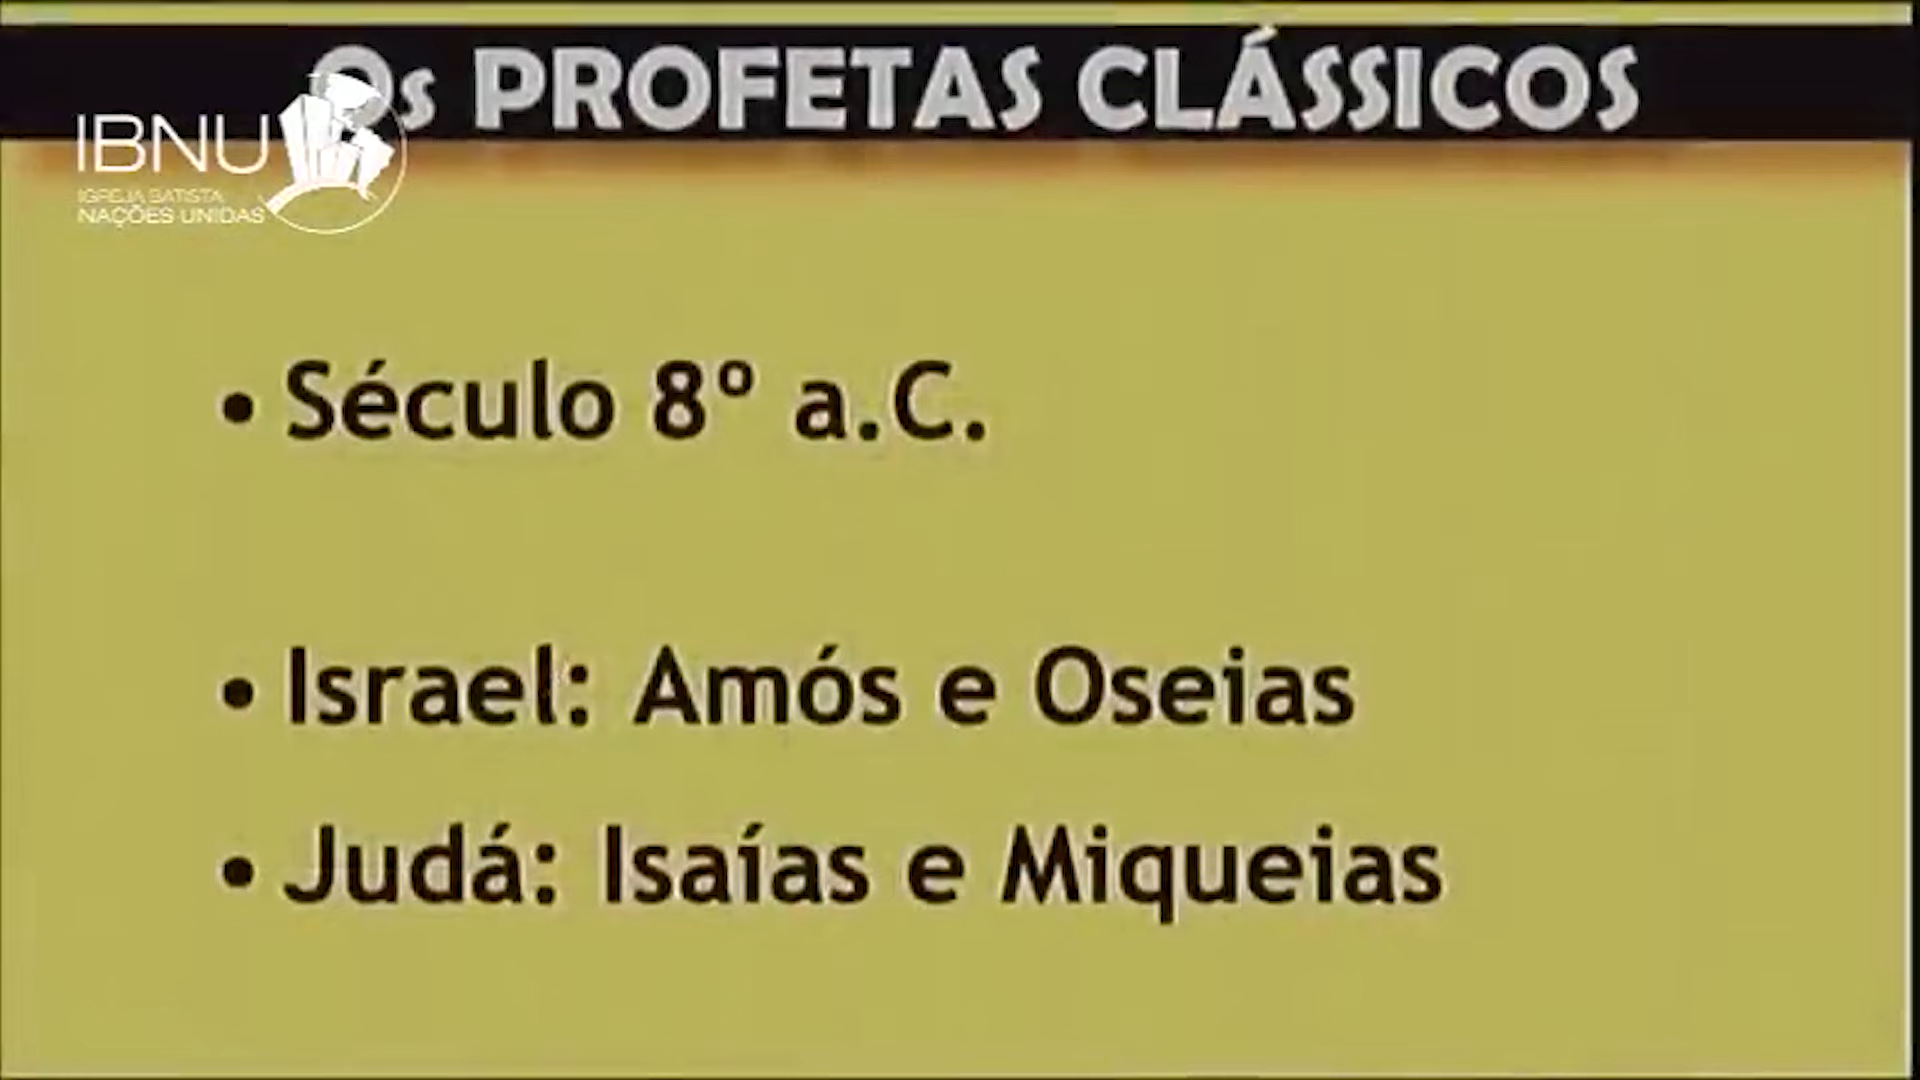 Os PROFETAS CLÁSSICOS
IBNU
IGREJA BATISTA
NAÇÕES UNIDAS
• Século 8º a.C.
• Israel: Amós e Oseias
• Judá: Isaías e Miqueias